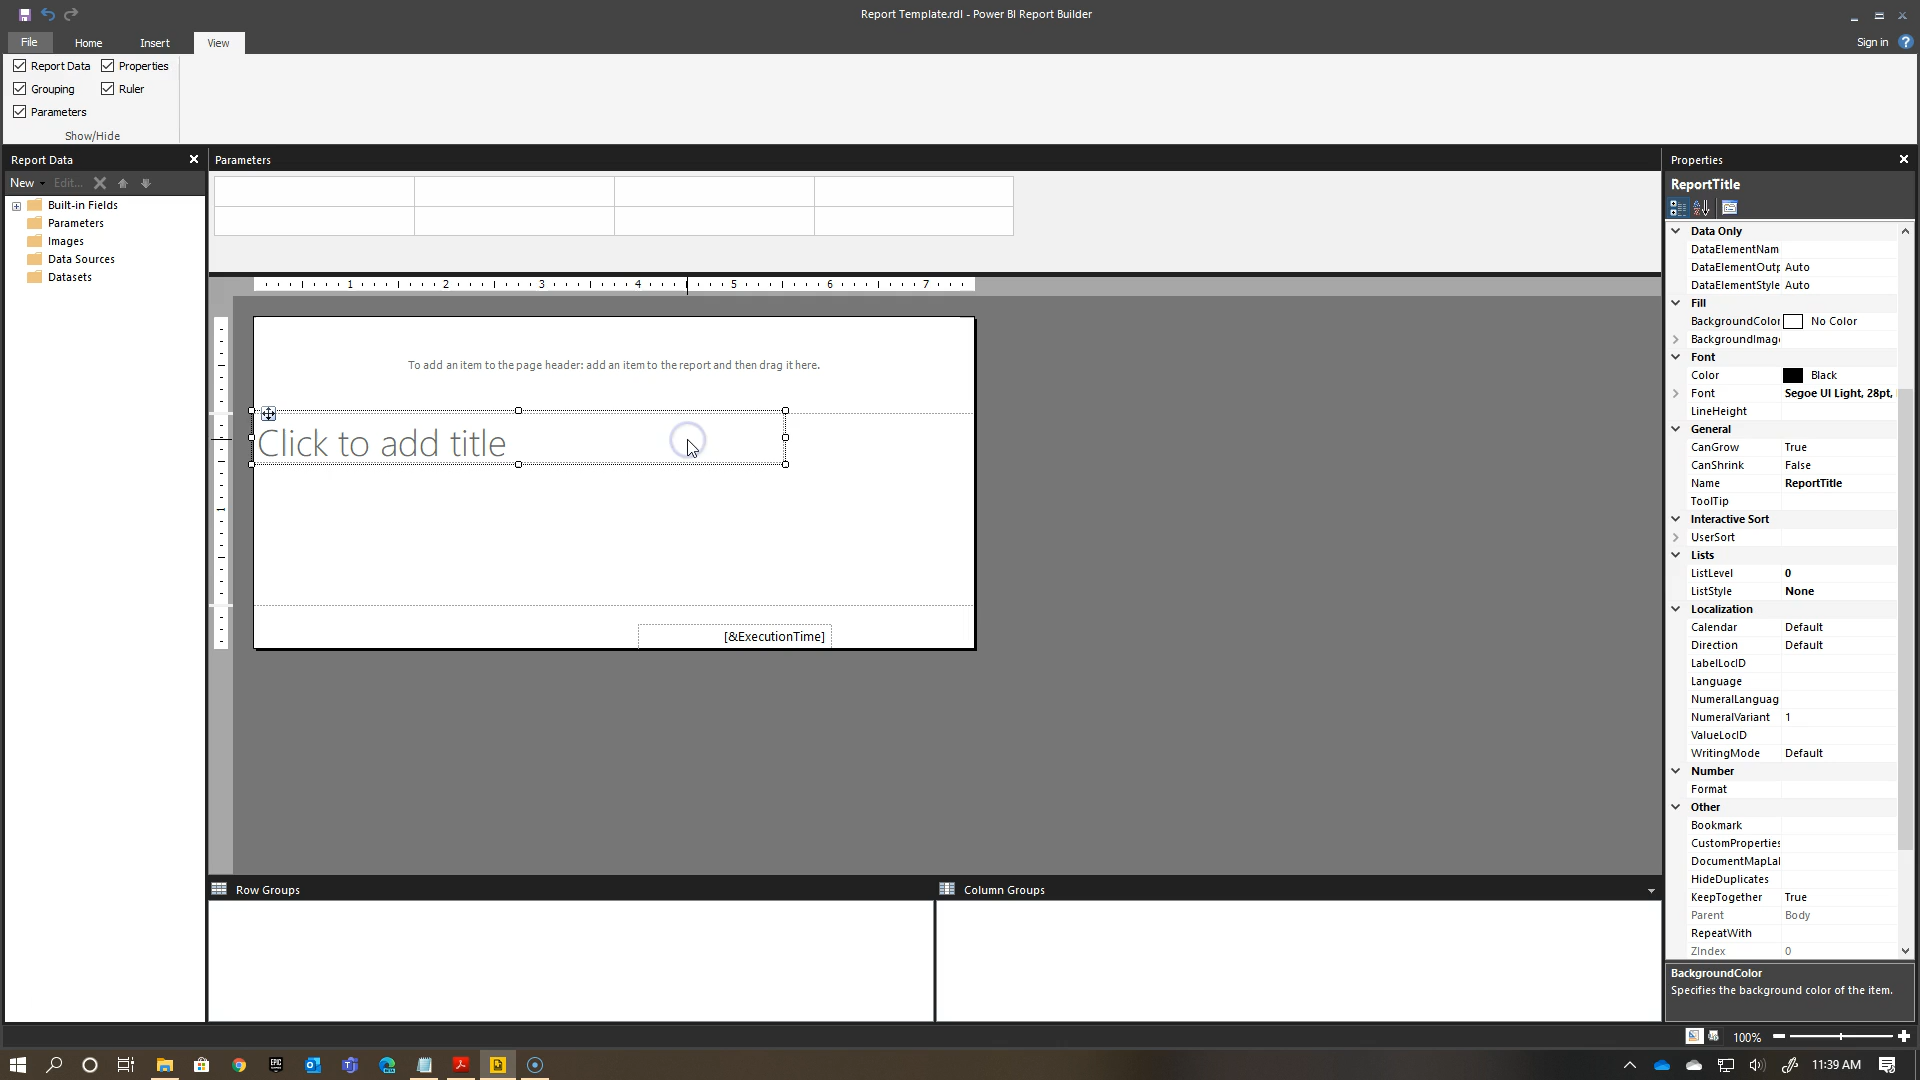 Report Template.rdl - Power BI Report Builder
File Home Insert View
Sign in ?
Report Data Properties
Grouping Ruler
Parameters
Show/Hide
Report Data
New Edit...
Built-in Fields
Parameters
Images
Data Sources
Datasets
Parameters
1 2 3 4 5 6 7
1
To add an item to the page header: add an item to the report and then drag it here.
Click to add title
[&ExecutionTime]
Row Groups
Column Groups
Properties
ReportTitle
Data Only
DataElementNam
DataElementOutp Auto
DataElementStyle Auto
Fill
BackgroundColor No Color
BackgroundImage
Font
Color Black
Font Segoe UI Light, 28pt,
LineHeight
General
CanGrow True
CanShrink False
Name ReportTitle
ToolTip
Interactive Sort
UserSort
Lists
ListLevel 0
ListStyle None
Localization
Calendar Default
Direction Default
LabelLocID
Language
NumeralLanguag
NumeralVariant 1
ValueLocID
WritingMode Default
Number
Format
Other
Bookmark
CustomProperties
DocumentMapLal
HideDuplicates
KeepTogether True
Parent Body
RepeatWith
ZIndex 0
BackgroundColor
Specifies the background color of the item.
100%
EPIC
11:39 AM